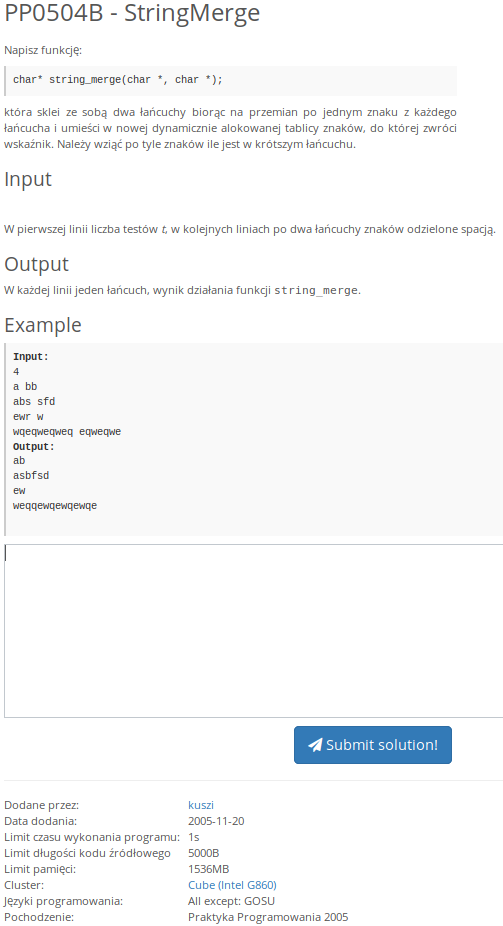 PP0504B - StringMerge
Napisz funkcję:
char* string_merge(char *, char *);
która sklei ze sobą dwa łańcuchy biorąc na przemian po jednym znaku z każdego
łańcucha i umieści w nowej dynamicznie alokowanej tablicy znaków, do której zwróci
wskaźnik. Należy wziąć po tyle znaków ile jest w krótszym łańcuchu.
Input
W pierwszej linii liczba testów t, w kolejnych liniach po dwa łańcuchy znaków odzielone spacją.
Output
W każdej linii jeden łańcuch, wynik działania funkcji string_merge.
Example
Input:
4
a bb
abs sfd
ewr w
wqeqweqweq eqweqwe
Output:
ab
asbfsd
ew
weqqewqewqewqe
Submit solution!
Dodane przez: kuszi
Data dodania: 2005-11-20
Limit czasu wykonania programu: 1s
Limit długości kodu źródłowego 5000B
Limit pamięci: 1536MB
Cluster: Cube (Intel G860)
Języki programowania: All except: GOSU
Pochodzenie: Praktyka Programowania 2005